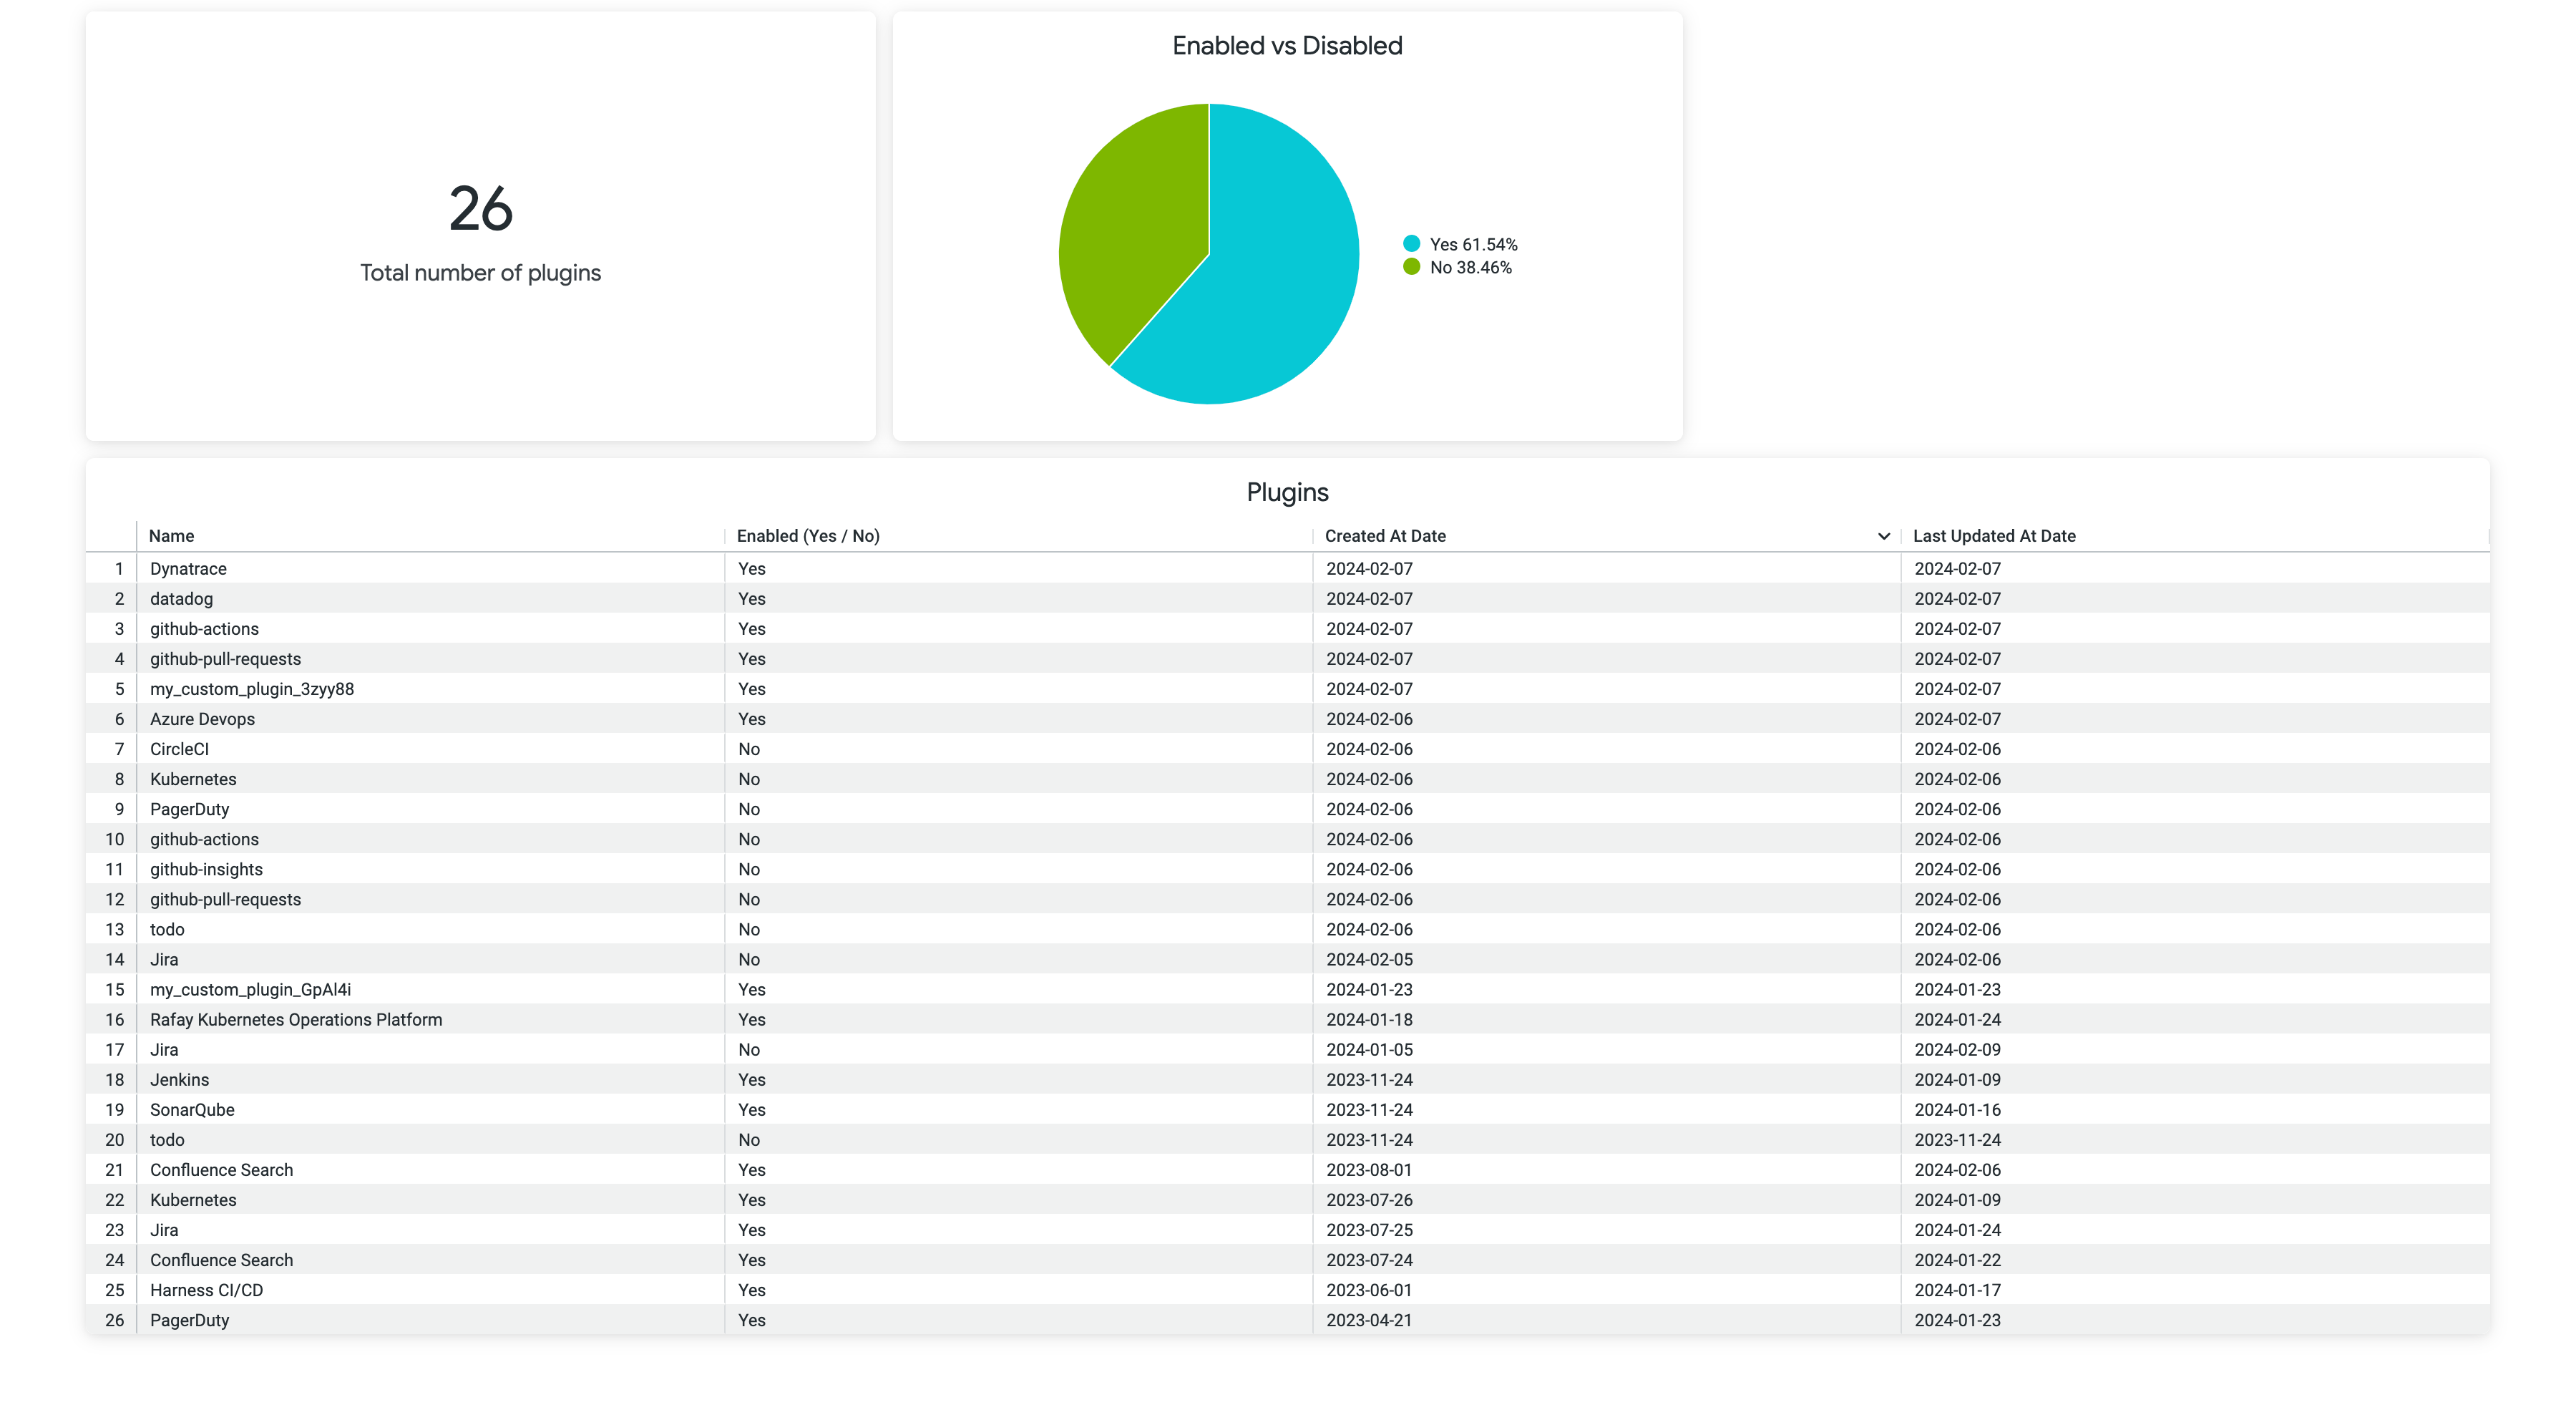 26
Total number of plugins
Enabled vs Disabled
Yes 61.54%
No 38.46%
Plugins
Name Enabled (Yes / No) Created At Date Last Updated At Date
1 Dynatrace Yes 2024-02-07 2024-02-07
2 datadog Yes 2024-02-07 2024-02-07
3 github-actions Yes 2024-02-07 2024-02-07
4 github-pull-requests Yes 2024-02-07 2024-02-07
5 my_custom_plugin_3zyy88 Yes 2024-02-07 2024-02-07
6 Azure Devops Yes 2024-02-06 2024-02-07
7 CircleCI No 2024-02-06 2024-02-06
8 Kubernetes No 2024-02-06 2024-02-06
9 PagerDuty No 2024-02-06 2024-02-06
10 github-actions No 2024-02-06 2024-02-06
11 github-insights No 2024-02-06 2024-02-06
12 github-pull-requests No 2024-02-06 2024-02-06
13 todo No 2024-02-06 2024-02-06
14 Jira No 2024-02-05 2024-02-06
15 my_custom_plugin_GpAl4i Yes 2024-01-23 2024-01-23
16 Rafay Kubernetes Operations Platform Yes 2024-01-18 2024-01-24
17 Jira No 2024-01-05 2024-02-09
18 Jenkins Yes 2023-11-24 2024-01-09
19 SonarQube Yes 2023-11-24 2024-01-16
20 todo No 2023-11-24 2023-11-24
21 Confluence Search Yes 2023-08-01 2024-02-06
22 Kubernetes Yes 2023-07-26 2024-01-09
23 Jira Yes 2023-07-25 2024-01-24
24 Confluence Search Yes 2023-07-24 2024-01-22
25 Harness CI/CD Yes 2023-06-01 2024-01-17
26 PagerDuty Yes 2023-04-21 2024-01-23